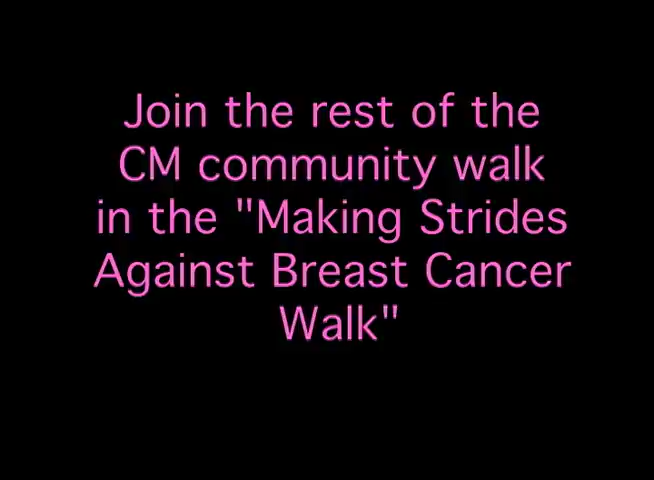 Join the rest of the
CM community walk
in the "Making Strides
Against Breast Cancer
Walk"